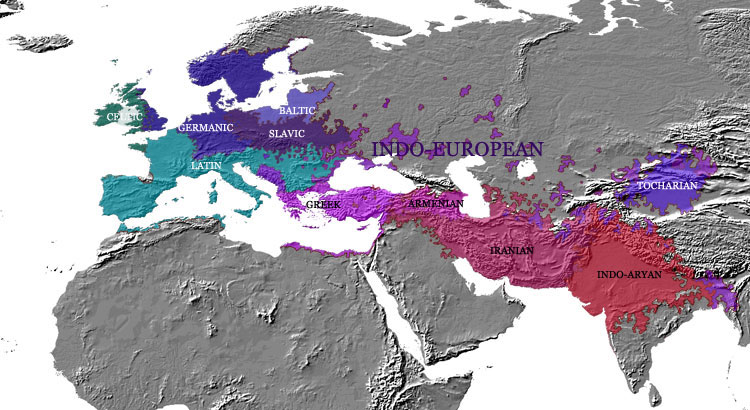 BALTIC
CELTIC
GERMANIC
SLAVIC
INDO-EUROPEAN
LATIN
TOCHARIAN
GREEK
ARMENIAN
IRANIAN
INDO-ARYAN